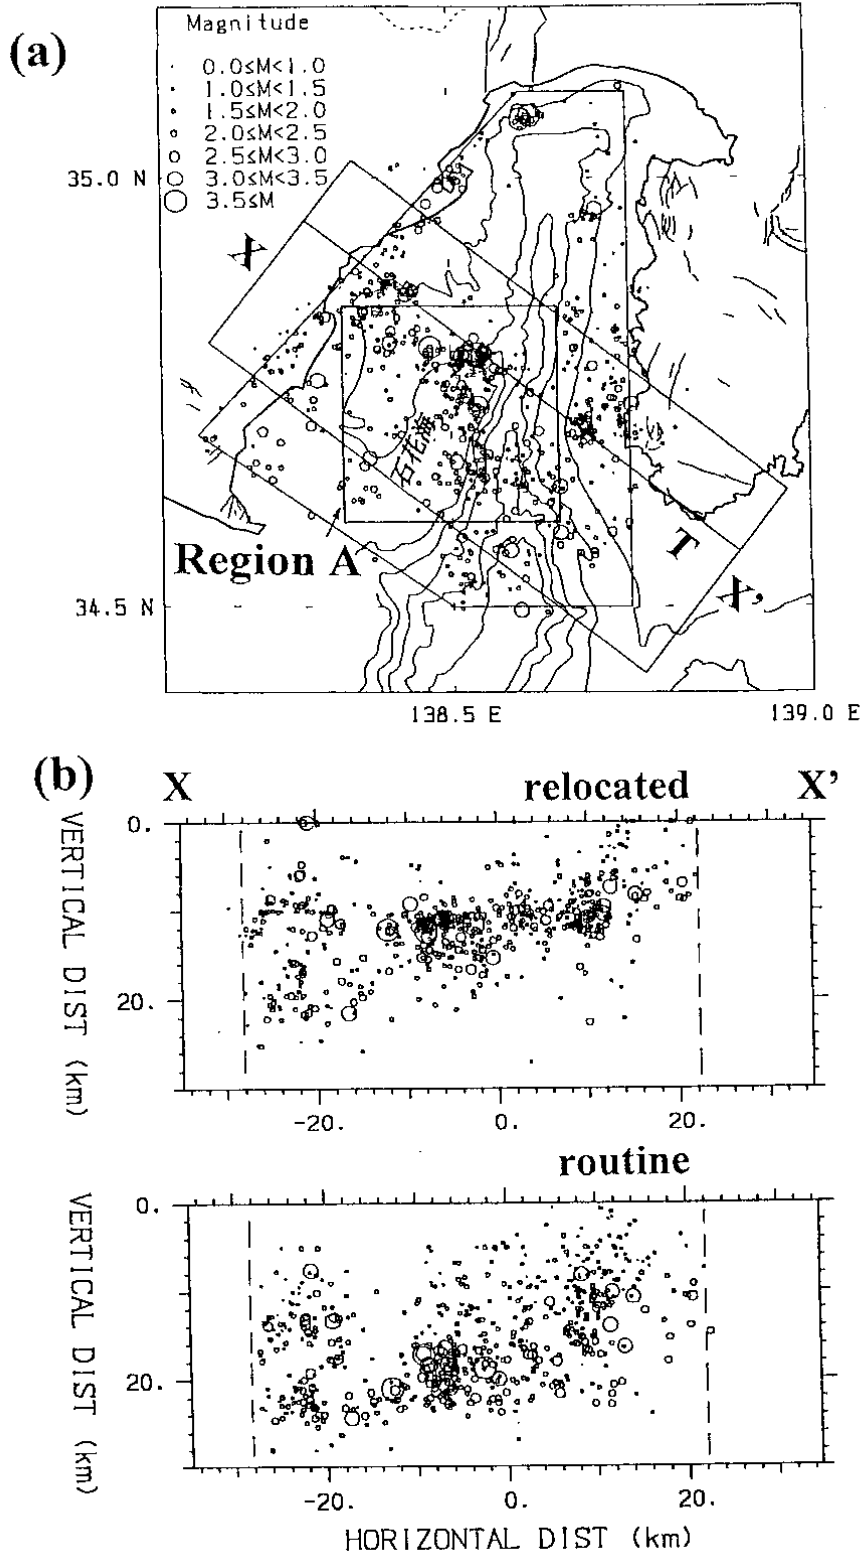 (a)
Magnitude
0.0≤M<1.0
1.0≤M<1.5
1.5≤M<2.0
2.0≤M<2.5
2.5≤M<3.0
3.0≤M<3.5
3.5≤M
35.0 N
X
石花海
Region A
T
X'
34.5 N
138.5 E
139.0 E
(b)
X
relocated
X'
VERTICAL DIST (km)
0.
20.
-20.
0.
20.
routine
VERTICAL DIST (km)
0.
20.
-20.
0.
20.
HORIZONTAL DIST (km)